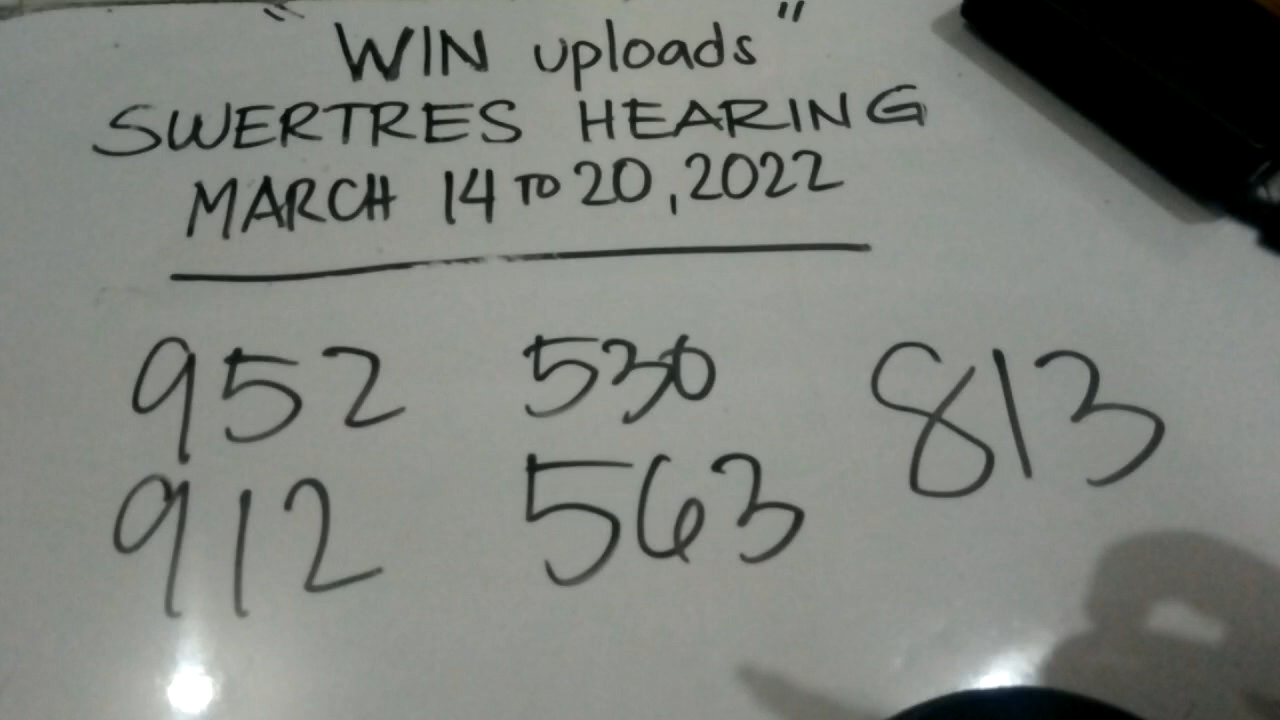 "WIN uploads"
SWERTRES HEARING
MARCH 14 TO 20, 2022
952 530 813
912 563